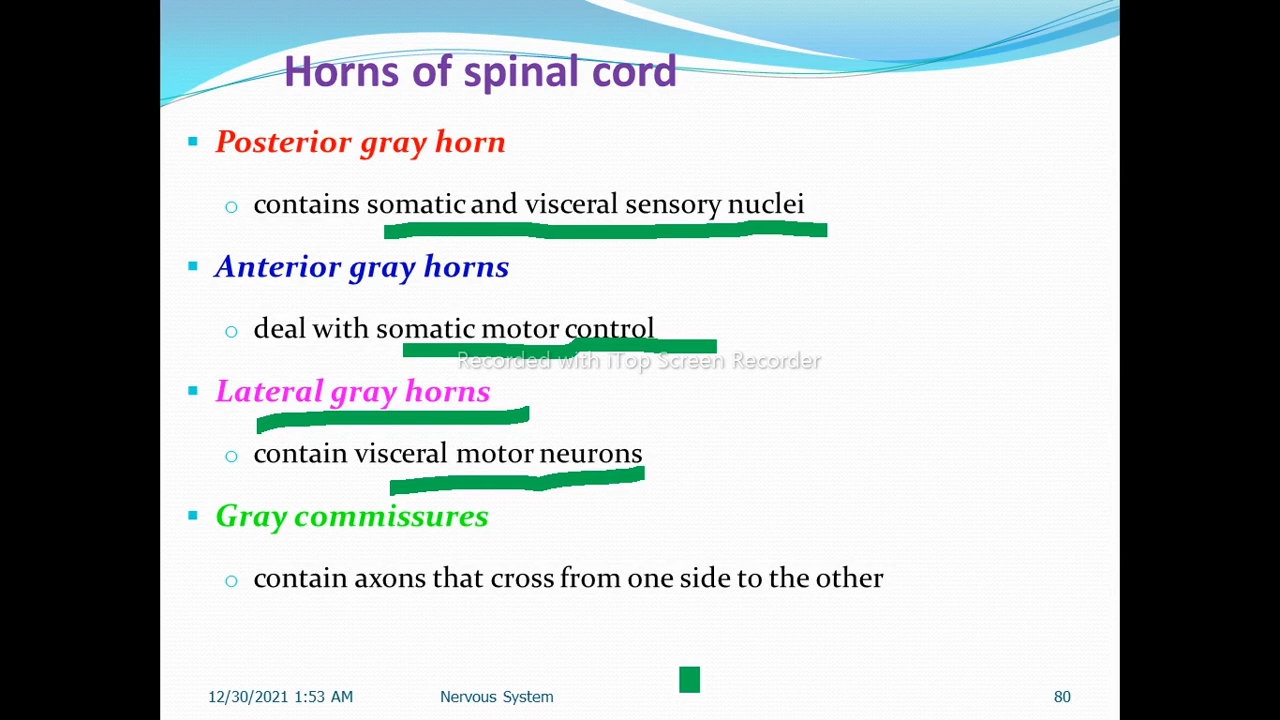 Horns of spinal cord
Posterior gray horn
contains somatic and visceral sensory nuclei
Anterior gray horns
deal with somatic motor control
Recorded with iTop Screen Recorder
Lateral gray horns
contain visceral motor neurons
Gray commissures
contain axons that cross from one side to the other
12/30/2021 1:53 AM Nervous System 80